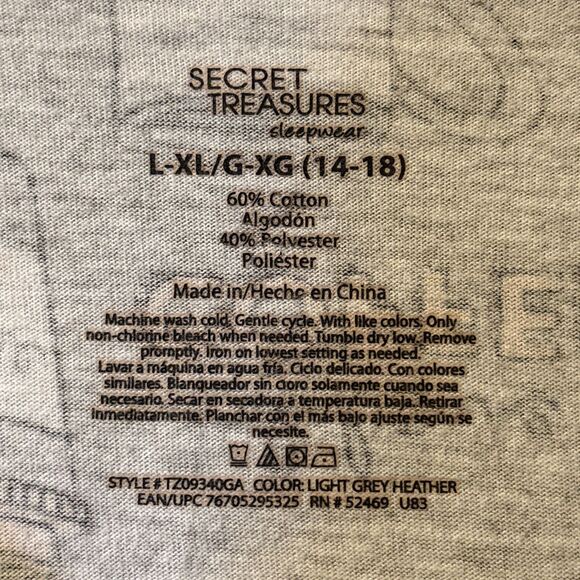 SECRET
TREASURES
sleepwear
L-XL/G-XG (14-18)
60% Cotton
Algodón
40% Polyester
Poliéster
Made in/Hecho en China
Machine wash cold. Gentle cycle. With like colors. Only
non-chlorine bleach when needed. Tumble dry low. Remove
promptly. Iron on lowest setting as needed.
Lavar a máquina en agua fría. Ciclo delicado. Con colores
similares. Blanqueador sin cloro solamente cuando sea
necesario. Secar en secadora a temperatura baja. Retirar
inmediatamente. Planchar con el más bajo ajuste según se
necesite.
STYLE # TZ09340GA COLOR: LIGHT GREY HEATHER
EAN/UPC 76705295325 RN # 52469 U83